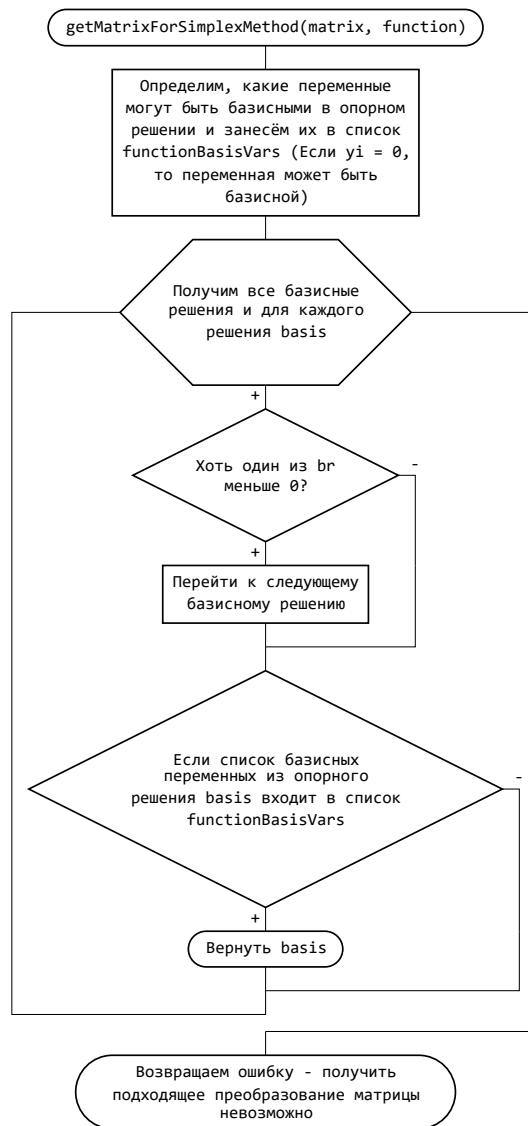 getMatrixForSimplexMethod(matrix, function)
Определим, какие переменные
могут быть базисными в опорном
решении и занесём их в список
functionBasisVars (Если yi = 0,
то переменная может быть
базисной)
Получим все базисные
решения и для каждого
решения basis
+
Хоть один из br
меньше 0?
-
+
Перейти к следующему
базисному решению
Если список базисных
переменных из опорного
решения basis входит в список
functionBasisVars
-
+
Вернуть basis
Возвращаем ошибку - получить
подходящее преобразование матрицы
невозможно